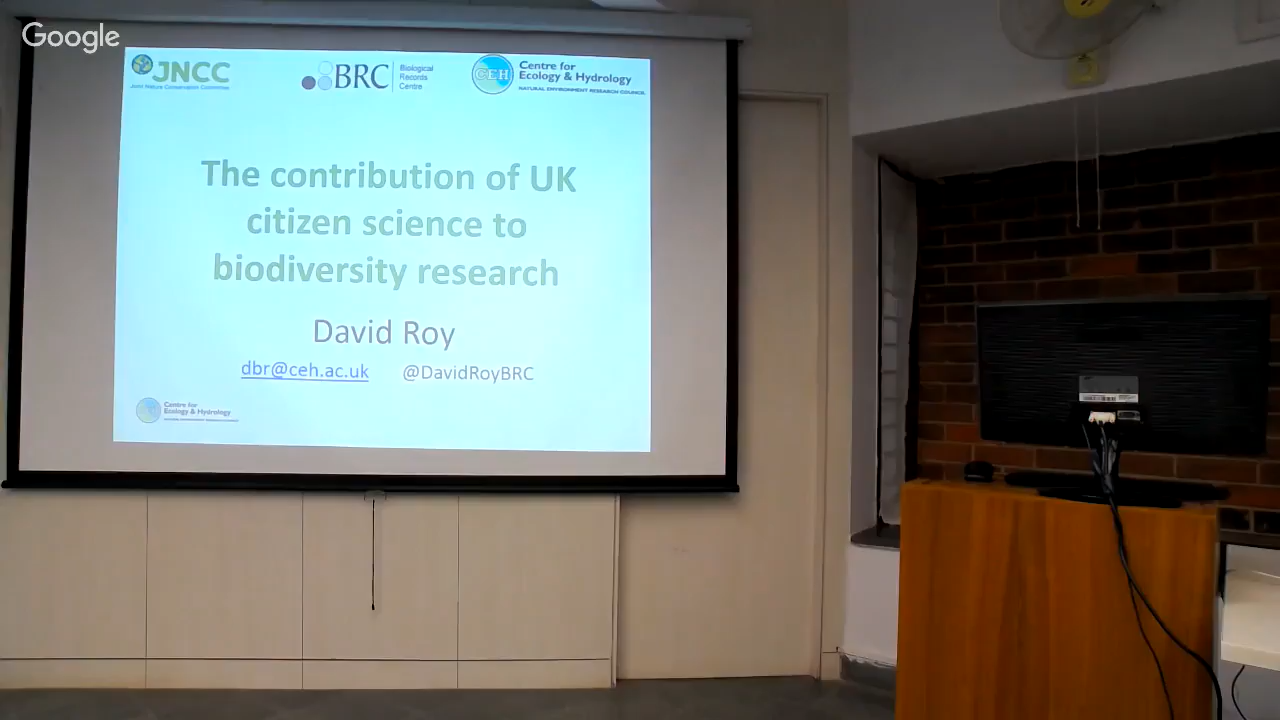 Google
JNCC
Joint Nature Conservation Committee
BRC
Biological
Records
Centre
CEH
Centre for
Ecology & Hydrology
NATURAL ENVIRONMENT RESEARCH COUNCIL
The contribution of UK
citizen science to
biodiversity research
David Roy
dbr@ceh.ac.uk @DavidRoyBRC
Centre for
Ecology & Hydrology